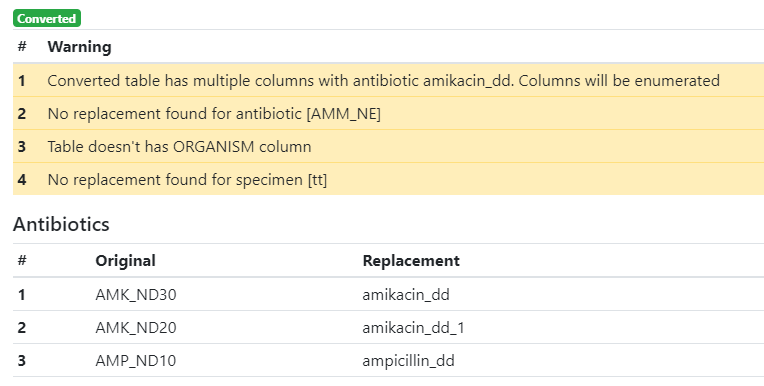 Converted
# Warning
1 Converted table has multiple columns with antibiotic amikacin_dd. Columns will be enumerated
2 No replacement found for antibiotic [AMM_NE]
3 Table doesn't has ORGANISM column
4 No replacement found for specimen [tt]
Antibiotics
# Original Replacement
1 AMK_ND30 amikacin_dd
2 AMK_ND20 amikacin_dd_1
3 AMP_ND10 ampicillin_dd